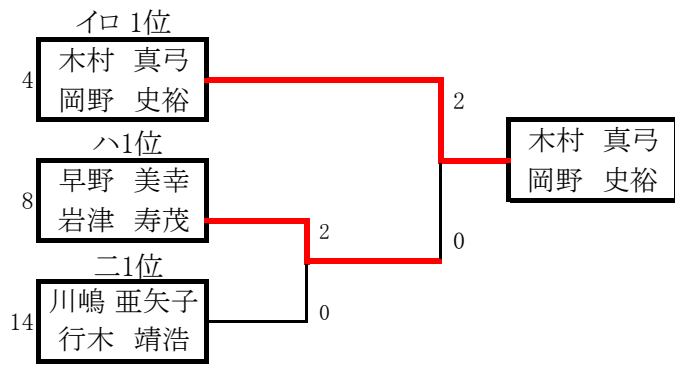 イロ 1位
4
木村 真弓
岡野 史裕
2
木村 真弓
岡野 史裕
ハ1位
8
早野 美幸
岩津 寿茂
2
0
ニ1位
14
川嶋 亜矢子
行木 靖浩
0